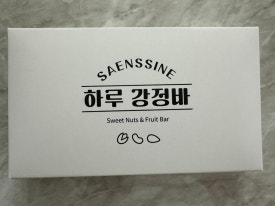 SAENSSINE
하루 강정바
Sweet Nuts & Fruit Bar